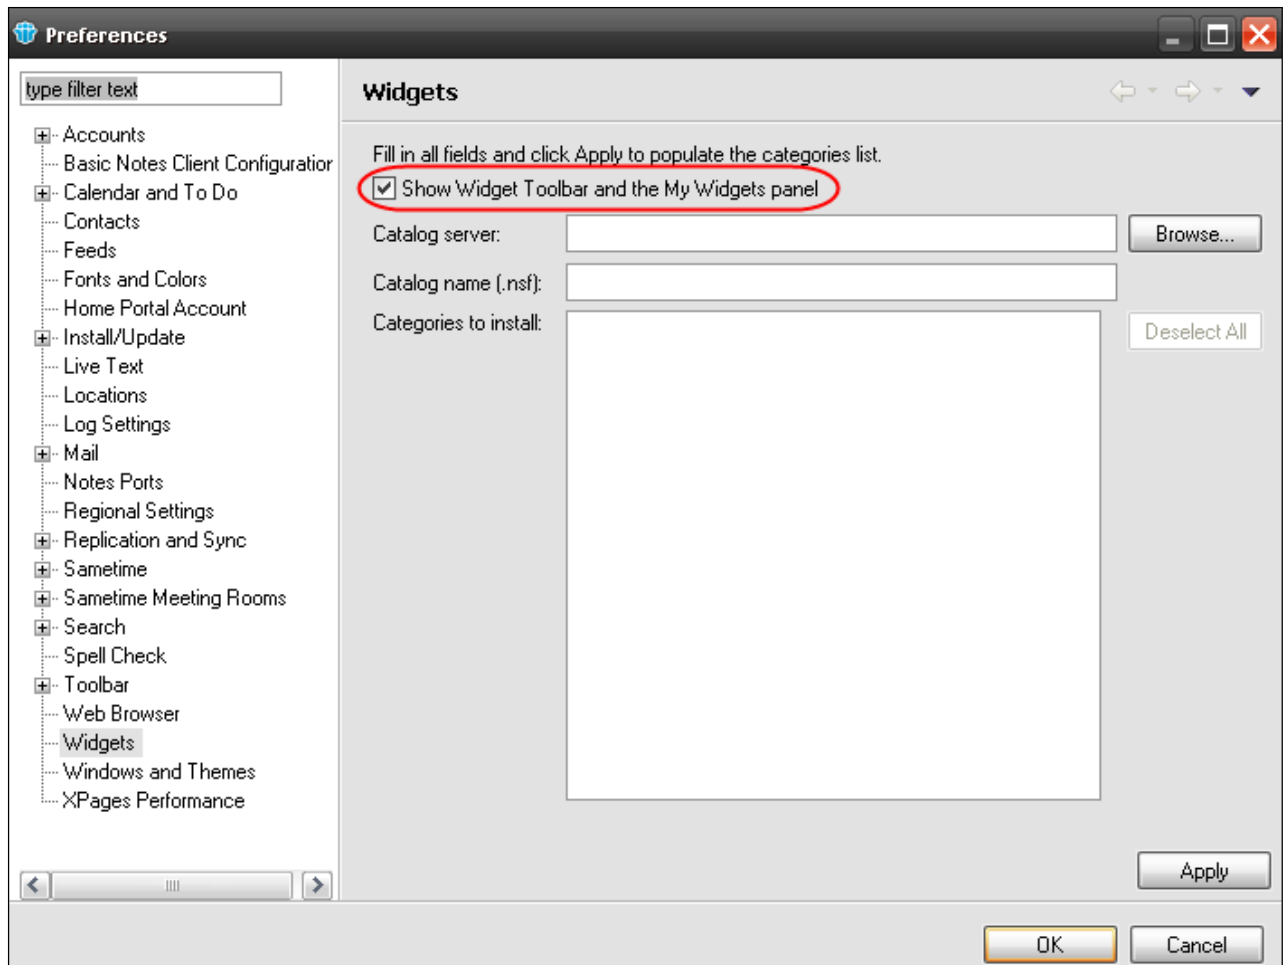 Preferences
type filter text
Accounts
Basic Notes Client Configuration
Calendar and To Do
Contacts
Feeds
Fonts and Colors
Home Portal Account
Install/Update
Live Text
Locations
Log Settings
Mail
Notes Ports
Regional Settings
Replication and Sync
Sametime
Sametime Meeting Rooms
Search
Spell Check
Toolbar
Web Browser
Widgets
Windows and Themes
XPages Performance
Widgets
Fill in all fields and click Apply to populate the categories list.
Show Widget Toolbar and the My Widgets panel
Catalog server:
Browse...
Catalog name (.nsf):
Categories to install:
Deselect All
Apply
OK
Cancel